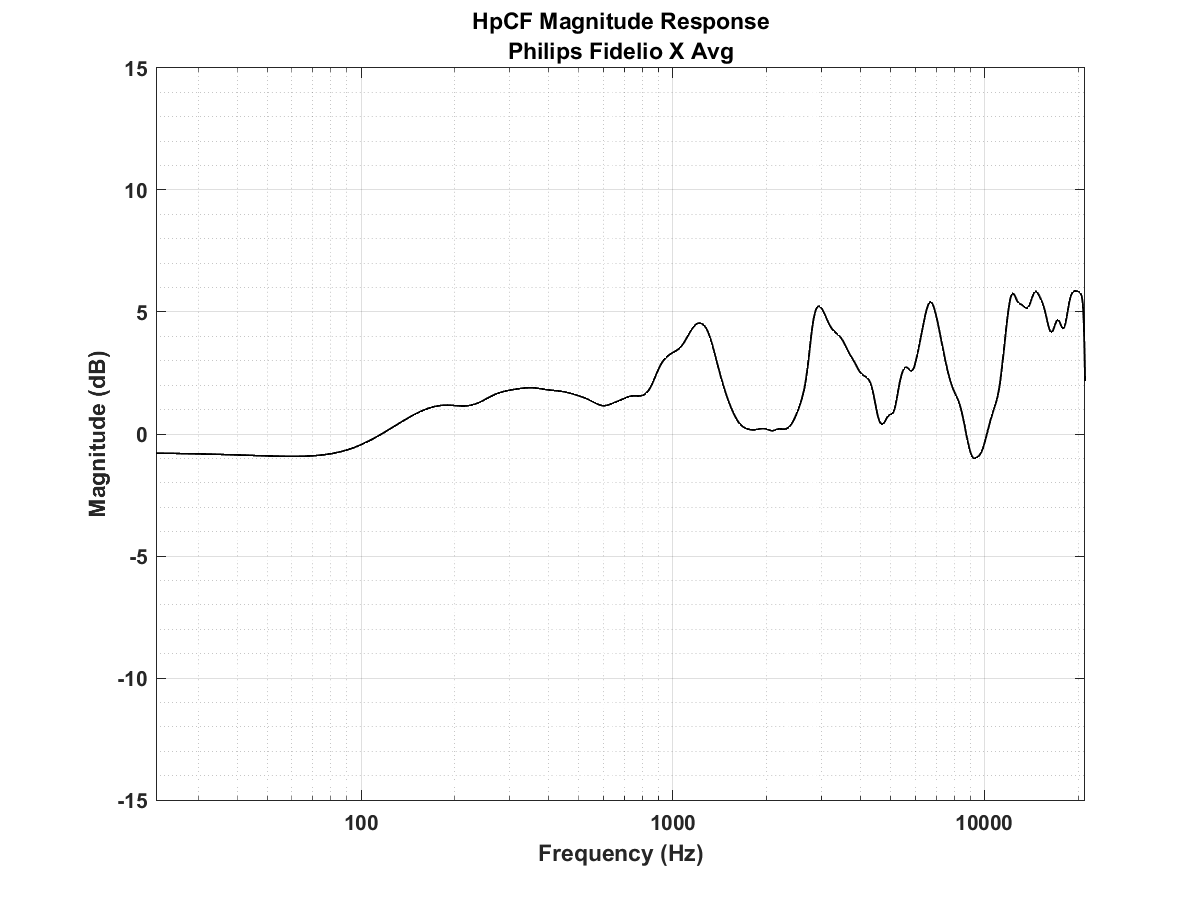 HpCF Magnitude Response
Philips Fidelio X Avg
15
10
5
0
-5
-10
-15
Magnitude (dB)
100
1000
10000
Frequency (Hz)